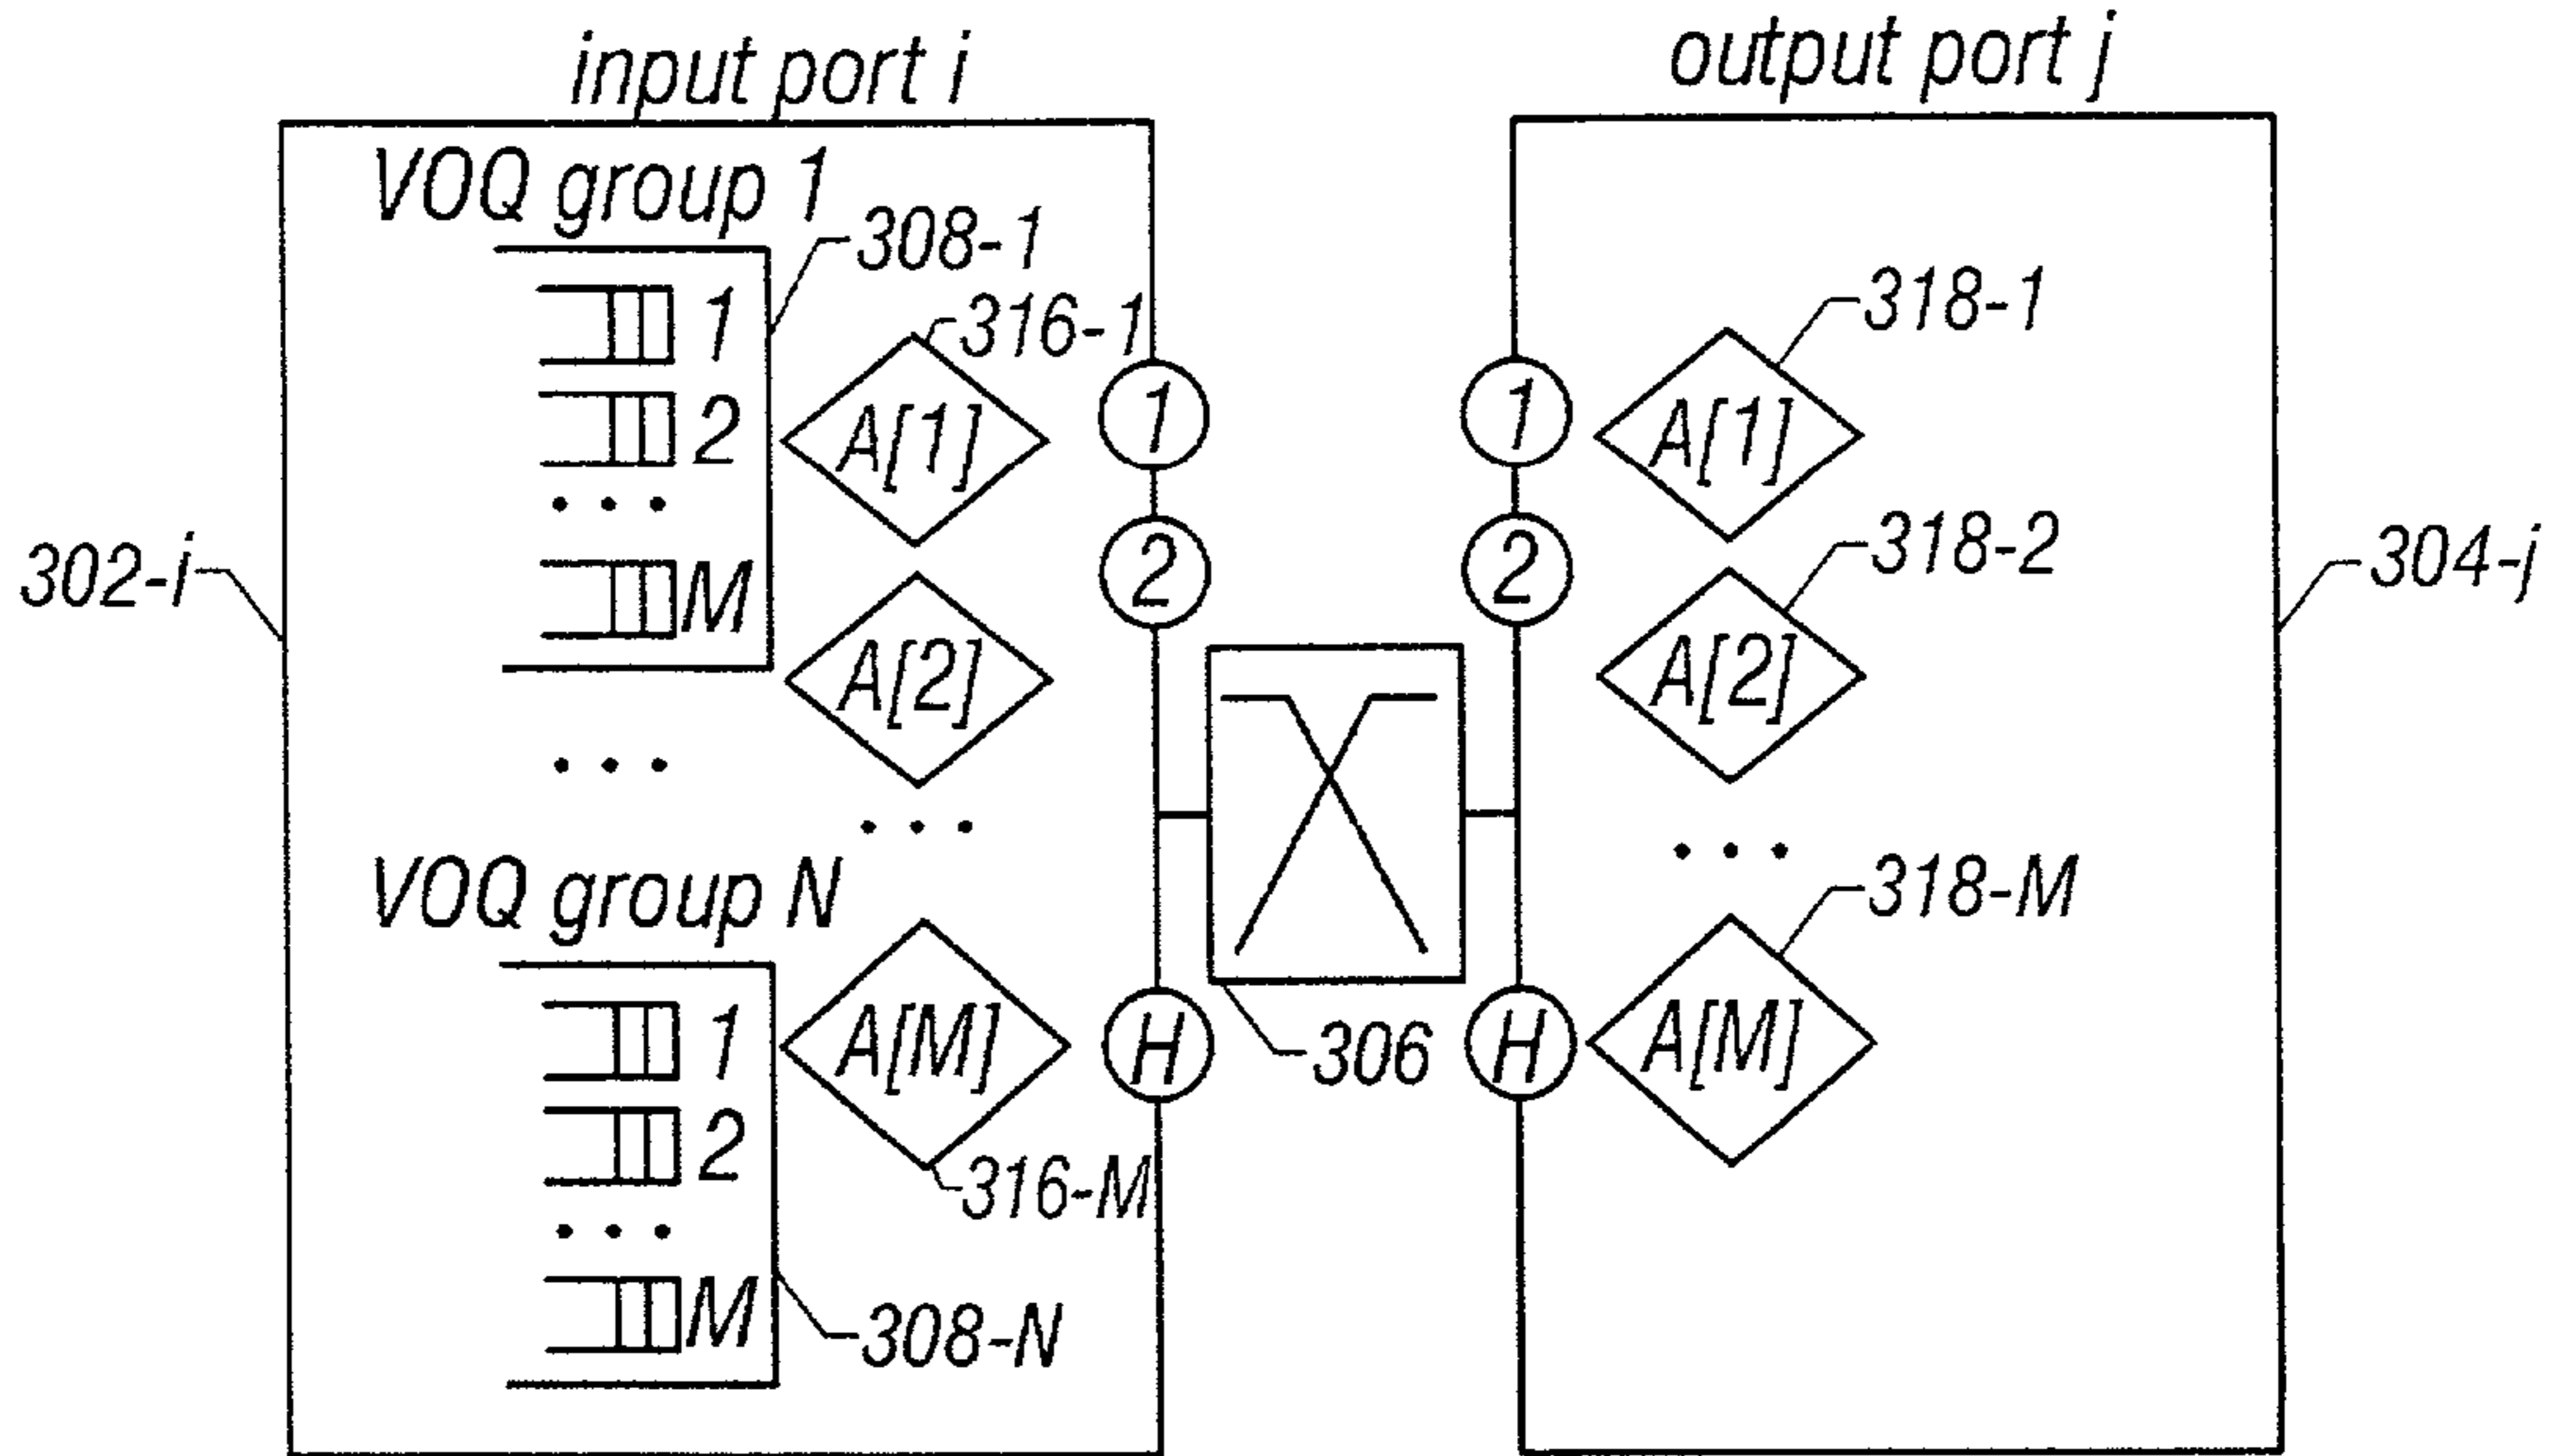 input port i
output port j
VOQ group 1
308-1
1
316-1
318-1
2
A[1]
1
1
A[1]
. . .
M
302-i
2
2
318-2
304-j
A[2]
A[2]
. . .
. . .
. . .
VOQ group N
318-M
1
A[M]
H
306
H
A[M]
2
316-M
. . .
M
308-N